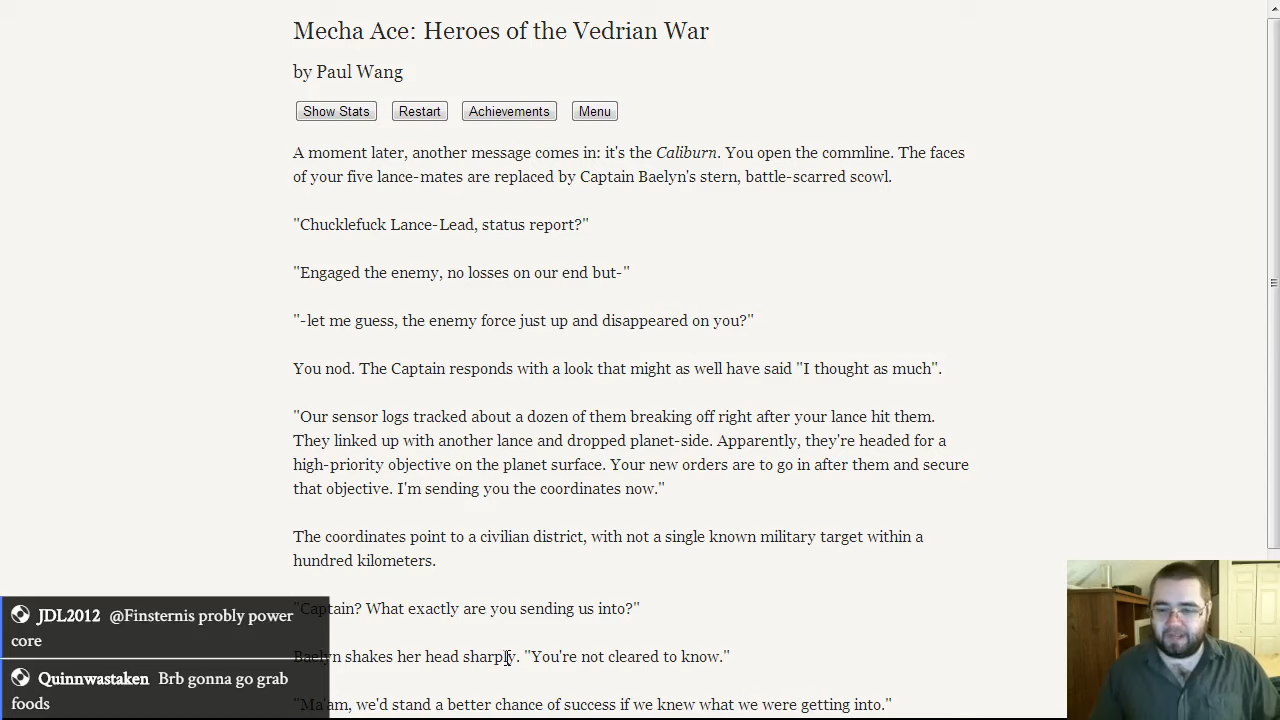 Mecha Ace: Heroes of the Vedrian War
by Paul Wang
Show Stats Restart Achievements Menu
A moment later, another message comes in: it's the Caliburn. You open the commline. The faces
of your five lance-mates are replaced by Captain Baelyn's stern, battle-scarred scowl.
"Chucklefuck Lance-Lead, status report?"
"Engaged the enemy, no losses on our end but-"
"-let me guess, the enemy force just up and disappeared on you?"
You nod. The Captain responds with a look that might as well have said "I thought as much".
"Our sensor logs tracked about a dozen of them breaking off right after your lance hit them.
They linked up with another lance and dropped planet-side. Apparently, they're headed for a
high-priority objective on the planet surface. Your new orders are to go in after them and secure
that objective. I'm sending you the coordinates now."
The coordinates point to a civilian district, with not a single known military target within a
hundred kilometers.
"Captain? What exactly are you sending us into?"
Baelyn shakes her head sharply. "You're not cleared to know."
"Ma'am, we'd stand a better chance of success if we knew what we were getting into."
JDL2012 @Finsternis probly power
core
Quinnwastaken Brb gonna go grab
foods